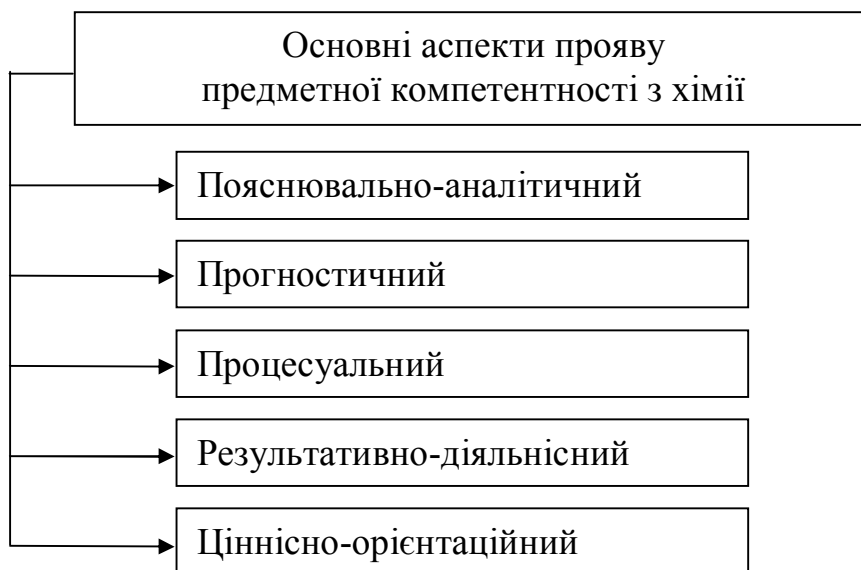 Основні аспекти прояву
предметної компетентності з хімії
Пояснювально-аналітичний
Прогностичний
Процесуальний
Результативно-діяльнісний
Ціннісно-орієнтаційний